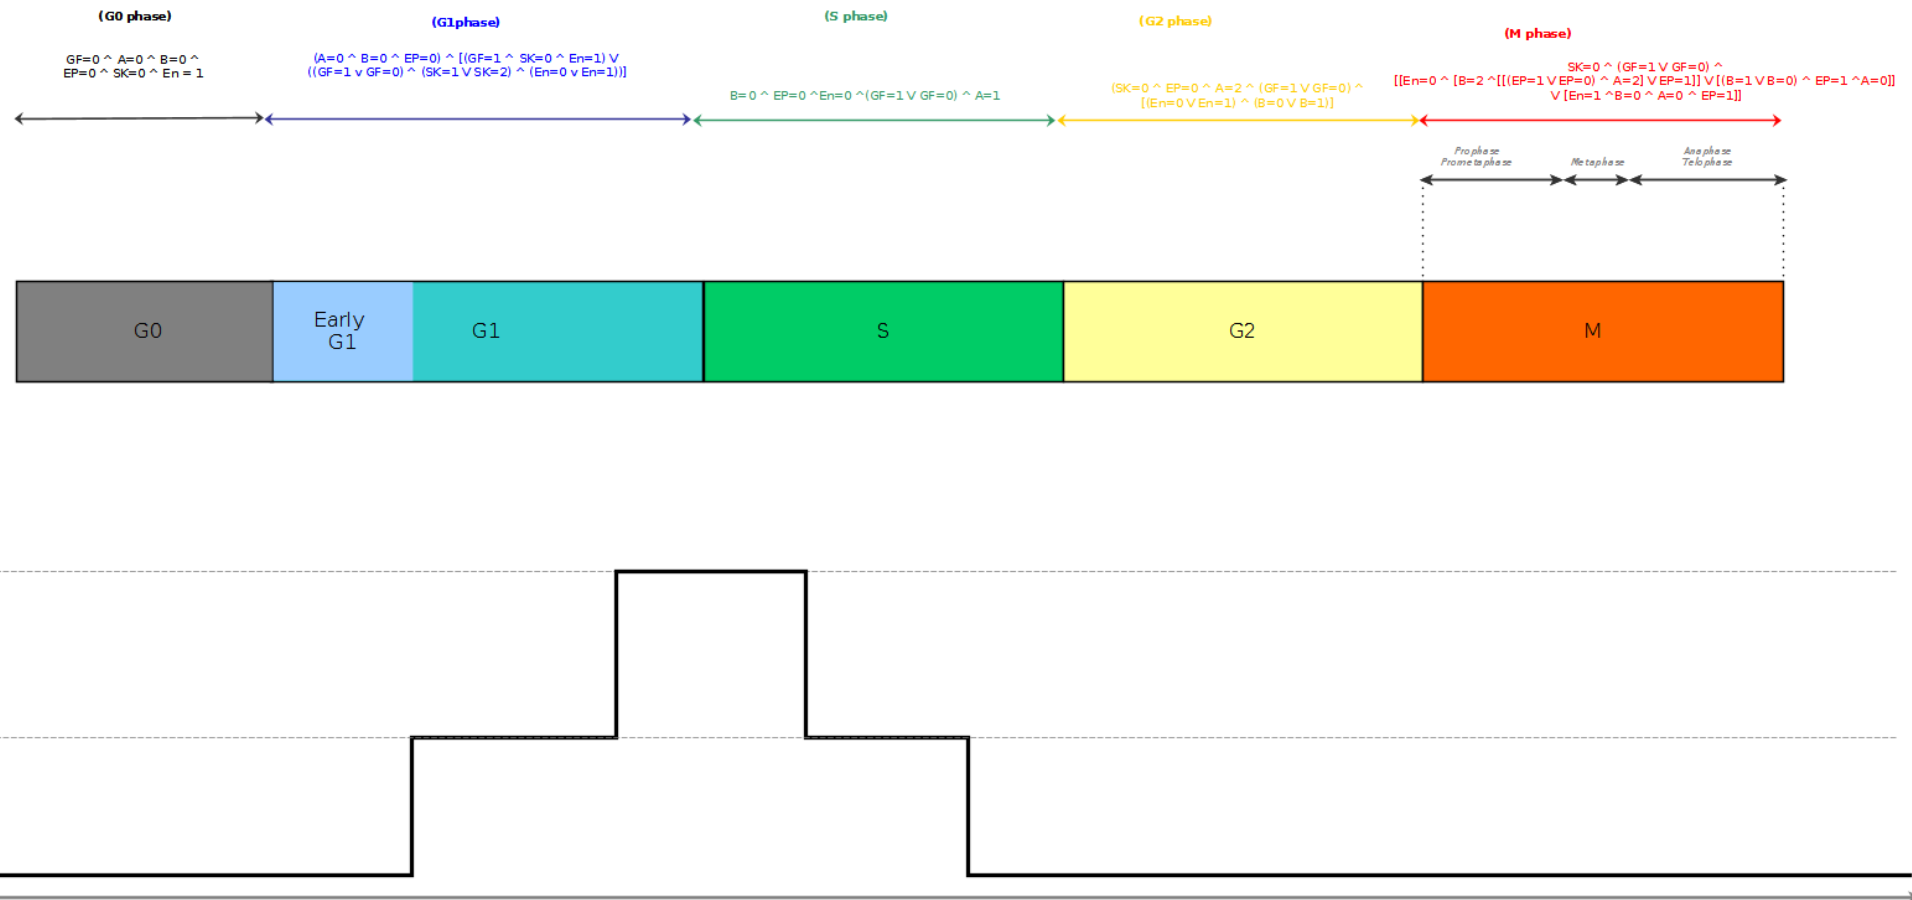 (G0 phase)
GF=0 ^ A=0 ^ B=0 ^
EP=0 ^ SK=0 ^ En = 1
(G1phase)
(A=0 ^ B=0 ^ EP=0) ^ [(GF=1 ^ SK=0 ^ En=1) V
((GF=1 v GF=0) ^ (SK=1 V SK=2) ^ (En=0 v En=1))]
(S phase)
B=0 ^ EP=0 ^En=0 ^(GF=1 V GF=0) ^ A=1
(G2 phase)
(SK=0 ^ EP=0 ^ A=2 ^ (GF=1 V GF=0) ^
[(En=0 V En=1) ^ (B=0 V B=1)]
(M phase)
SK=0 ^ (GF=1 V GF=0) ^
[[En=0 ^ [B=2 ^[[(EP=1 V EP=0) ^ A=2] V EP=1]] V [(B=1 V B=0) ^ EP=1 ^A=0]]
V [En=1 ^B=0 ^ A=0 ^ EP=1]]
Prophase
Prometaphase
Metaphase
Anaphase
Telophase
G0
Early
G1
G1
S
G2
M